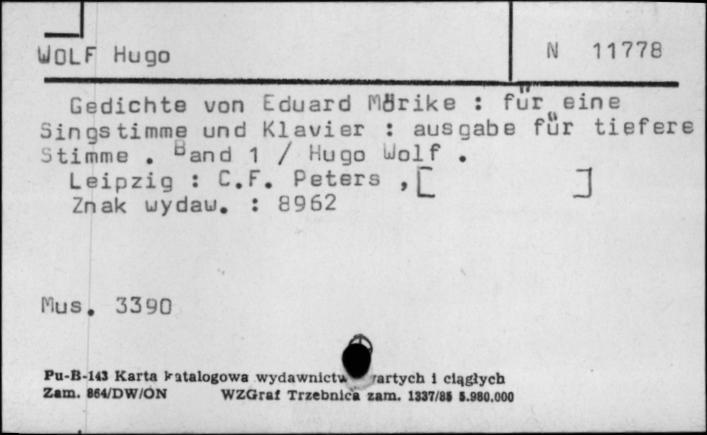 WOLF Hugo
N 11778
Gedichte von Eduard Mörike : für eine
Singstimme und Klavier : ausgabe für tiefere
Stimme . Band 1 / Hugo Wolf .
Leipzig : C.F. Peters ,[ ]
Znak wydaw. : 8962
Mus. 3390
Pu-B-143 Karta katalogowa wydawnictw i ciągłych
Zam. 864/DW/ON WZGraf Trzebnica zam. 1337/85 5.980.000